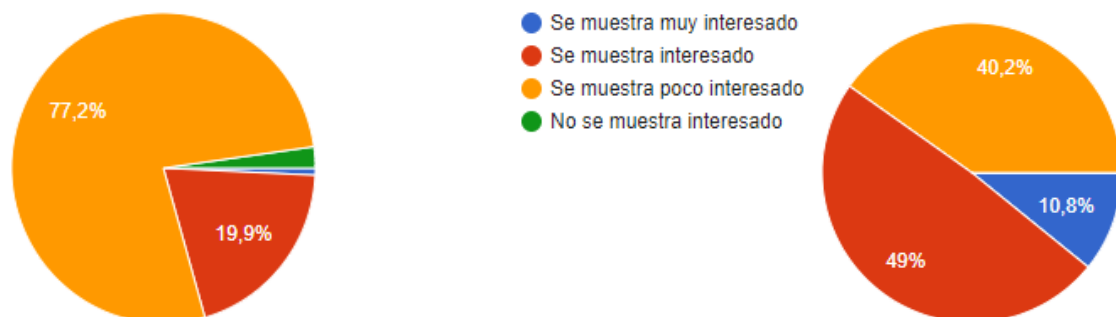 77,2%
19,9%
Se muestra muy interesado
Se muestra interesado
Se muestra poco interesado
No se muestra interesado
40,2%
10,8%
49%